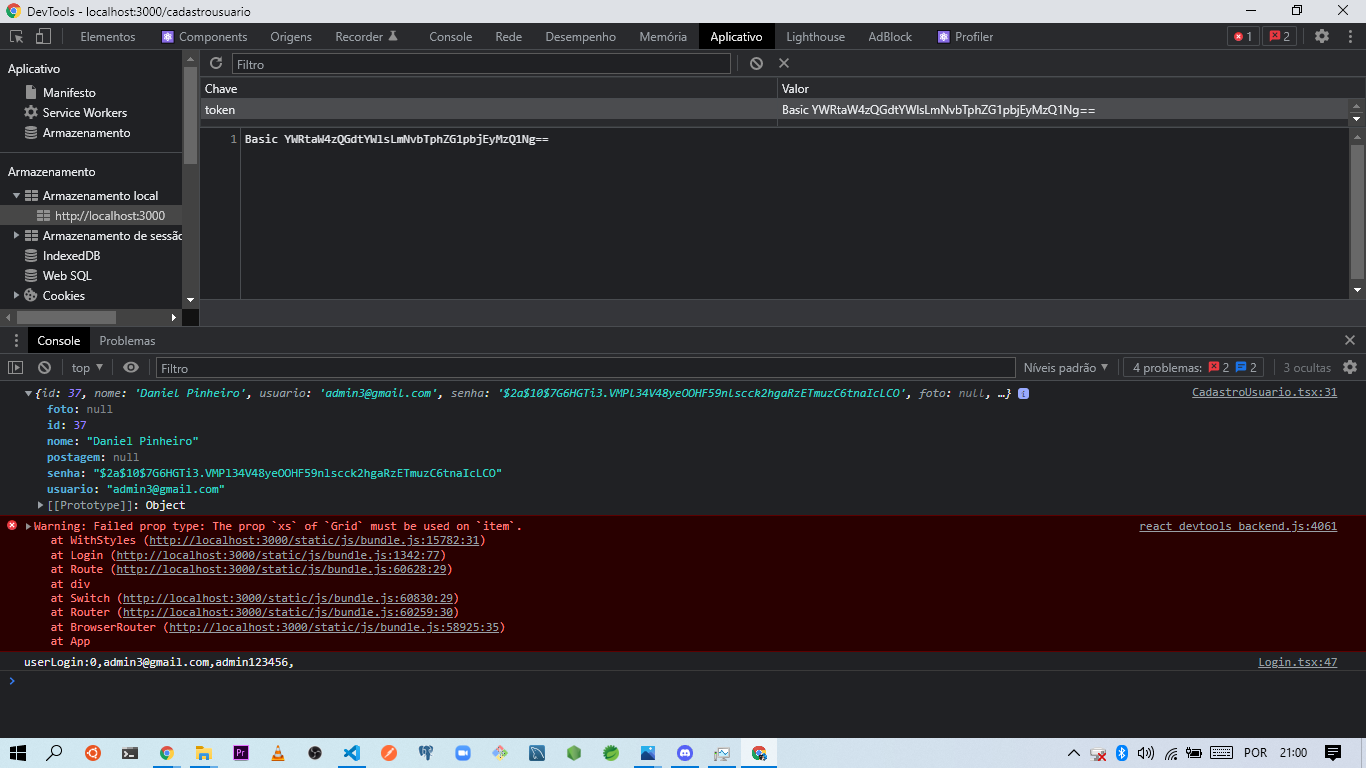 DevTools - localhost:3000/cadastrousuario
Elementos Components Origens Recorder Console Rede Desempenho Memória Aplicativo Lighthouse AdBlock Profiler 1 2
Aplicativo
Manifesto
Service Workers
Armazenamento
Armazenamento
Armazenamento local
http://localhost:3000
Armazenamento de sessão
IndexedDB
Web SQL
Cookies
Filtro
Chave Valor
token Basic YWRtaW4zQGdtYWlsLmNvbTphZG1pbjEyMzQ1Ng==
1 Basic YWRtaW4zQGdtYWlsLmNvbTphZG1pbjEyMzQ1Ng==
Console Problemas
top Filtro Níveis padrão 4 problemas: 2 2 3 ocultas
{id: 37, nome: 'Daniel Pinheiro', usuario: 'admin3@gmail.com', senha: '$2a$10$7G6HGTi3.VMPl34V48yeOOHF59nlscck2hgaRzETmuzC6tnaIcLCO', foto: null, …} i CadastroUsuario.tsx:31
foto: null
id: 37
nome: "Daniel Pinheiro"
postagem: null
senha: "$2a$10$7G6HGTi3.VMPl34V48yeOOHF59nlscck2hgaRzETmuzC6tnaIcLCO"
usuario: "admin3@gmail.com"
[[Prototype]]: Object
Warning: Failed prop type: The prop `xs` of `Grid` must be used on `item`. react_devtools_backend.js:4061
at WithStyles (http://localhost:3000/static/js/bundle.js:15782:31)
at Login (http://localhost:3000/static/js/bundle.js:1342:77)
at Route (http://localhost:3000/static/js/bundle.js:60628:29)
at div
at Switch (http://localhost:3000/static/js/bundle.js:60830:29)
at Router (http://localhost:3000/static/js/bundle.js:60259:30)
at BrowserRouter (http://localhost:3000/static/js/bundle.js:58925:35)
at App
userLogin:0,admin3@gmail.com,admin123456, Login.tsx:47
Pr POR 21:00